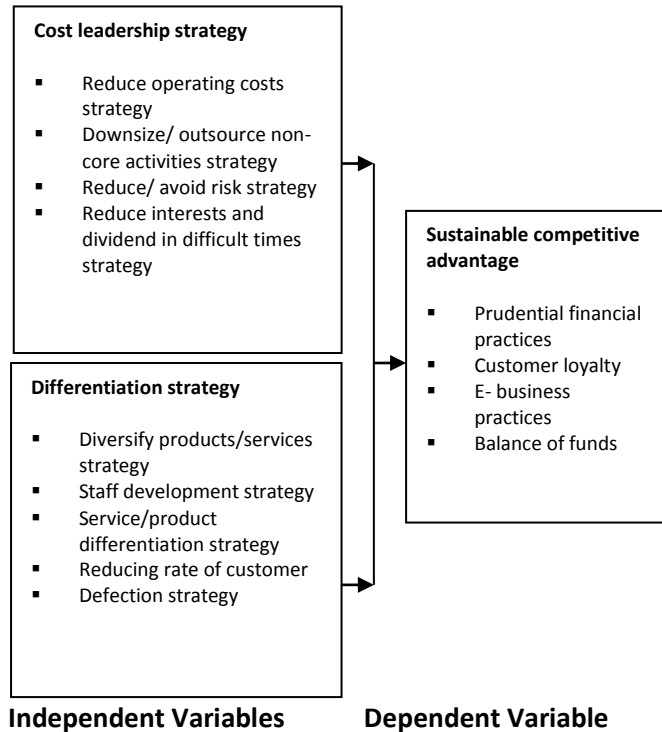 Cost leadership strategy
▪ Reduce operating costs
strategy
▪ Downsize/ outsource non-
core activities strategy
▪ Reduce/ avoid risk strategy
▪ Reduce interests and
dividend in difficult times
strategy
Differentiation strategy
▪ Diversify products/services
strategy
▪ Staff development strategy
▪ Service/product
differentiation strategy
▪ Reducing rate of customer
▪ Defection strategy
Sustainable competitive
advantage
▪ Prudential financial
practices
▪ Customer loyalty
▪ E- business
practices
▪ Balance of funds
Independent Variables
Dependent Variable